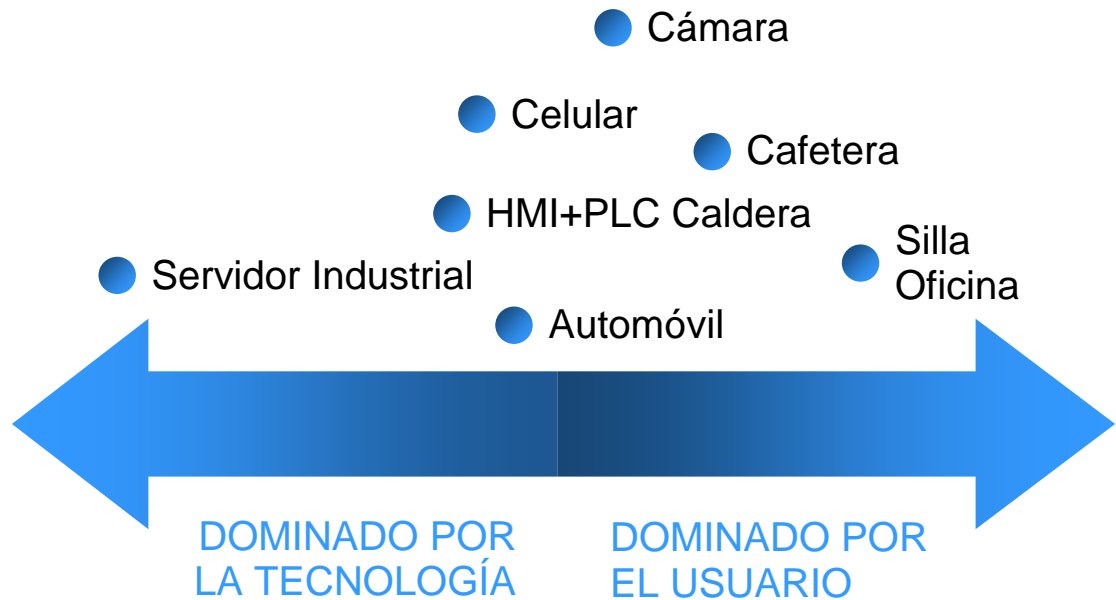 Cámara
Celular
Cafetera
HMI+PLC Caldera
Silla
Oficina
Servidor Industrial
Automóvil
DOMINADO POR
LA TECNOLOGÍA
DOMINADO POR
EL USUARIO